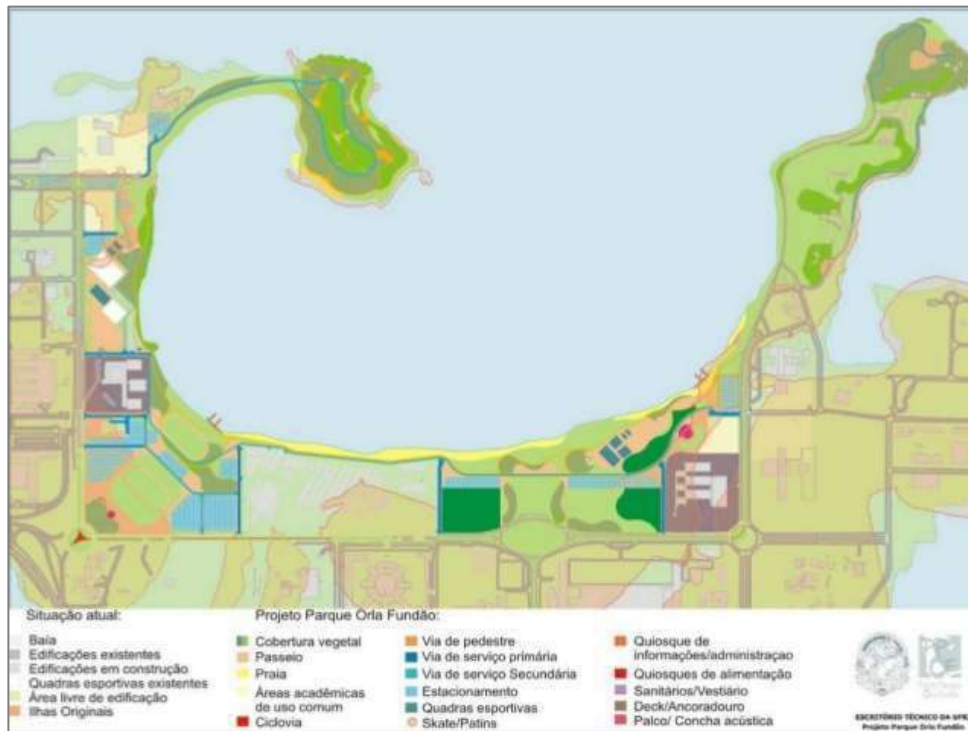 Situação atual:
Baía
Edificações existentes
Edificações em construção
Quadras esportivas existentes
Área livre de edificação
Ilhas Originais
Projeto Parque Orla Fundão:
Cobertura vegetal
Passeio
Praia
Áreas acadêmicas
de uso comum
Ciclovia
Via de pedestre
Via de serviço primária
Via de serviço Secundária
Estacionamento
Quadras esportivas
Skate/Patins
Quiosque de
informações/administraçao
Quiosques de alimentação
Sanitários/Vestiário
Deck/Ancoradouro
Palco/ Concha acústica
ESCRITÓRIO TÉCNICO DA UFRJ
Projeto Parque Orla Fundão